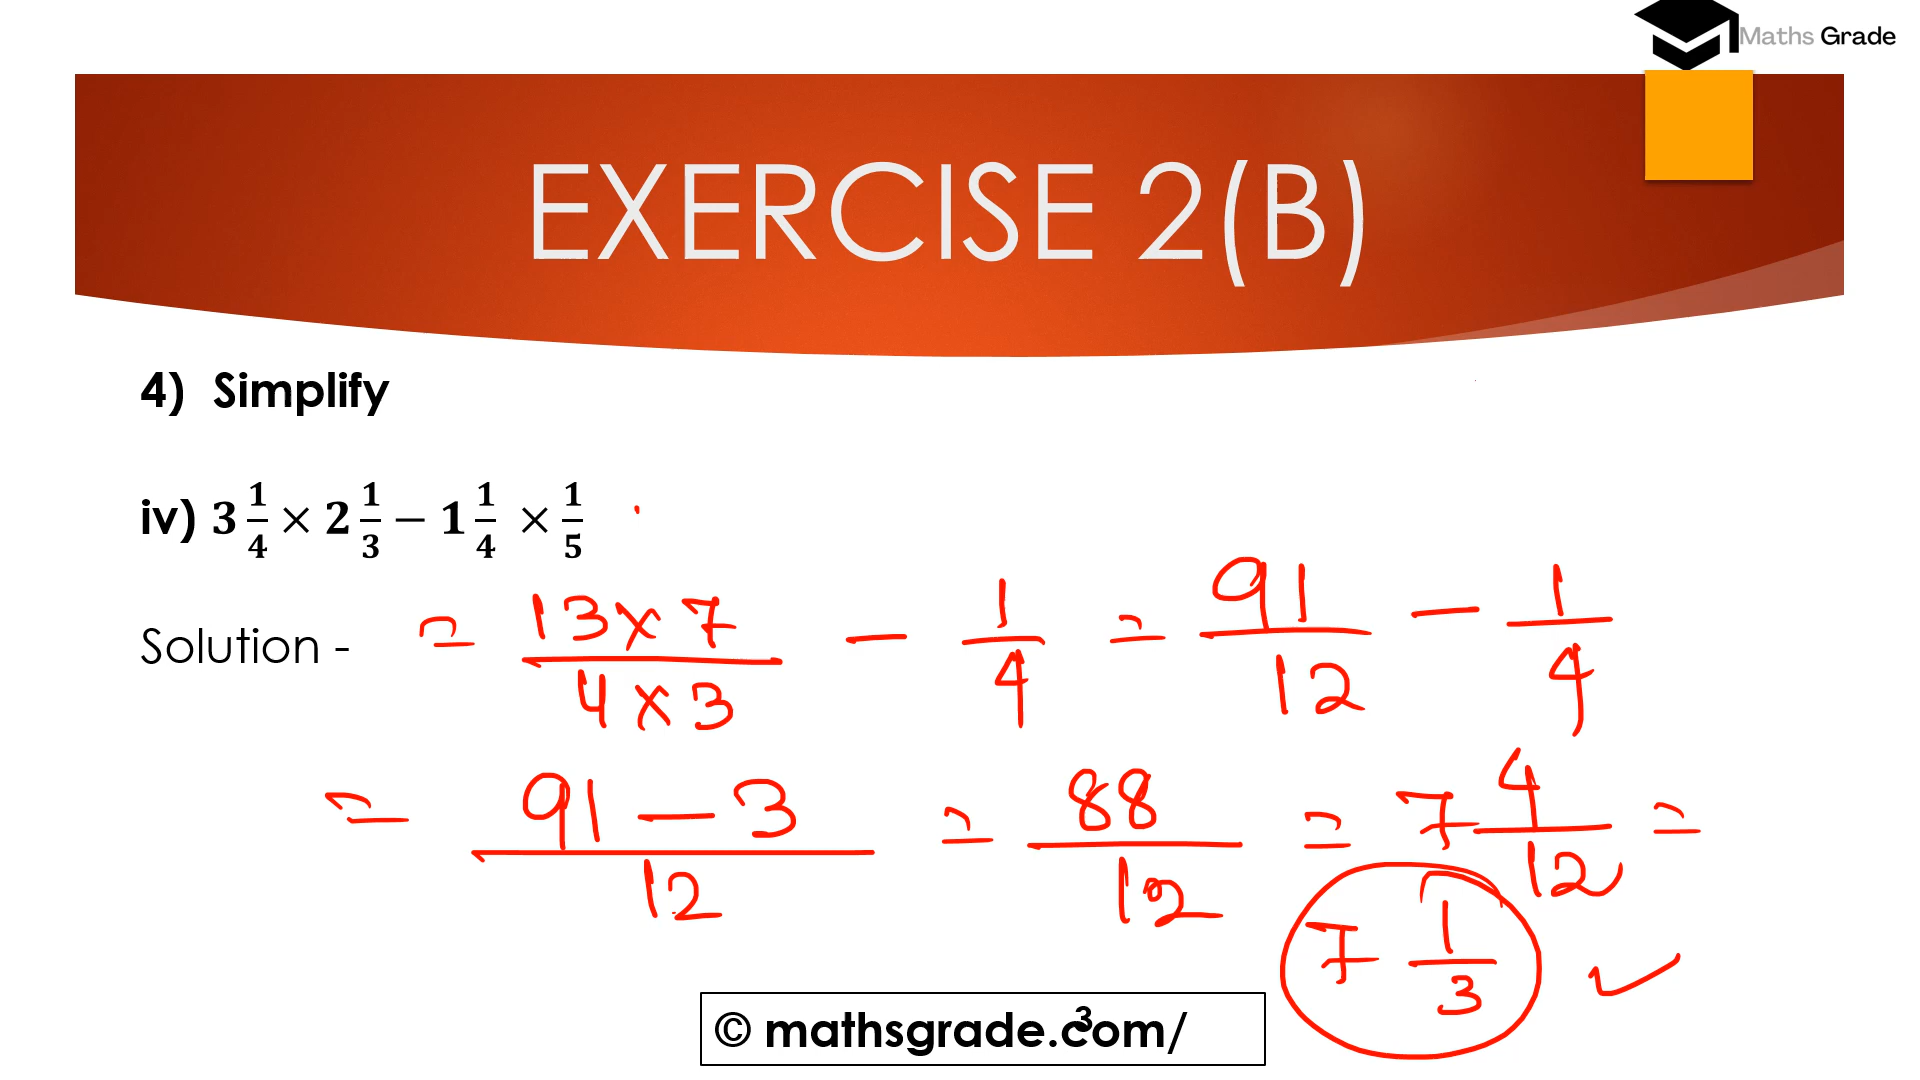 Maths Grade
EXERCISE 2(B)
4) Simplify
iv) 3 1/4 × 2 1/3 − 1 1/4 × 1/5
Solution - = 13 × 7 / 4 × 3 − 1/4 = 91/12 − 1/4
= 91 − 3 / 12 = 88/12 = 7 4/12 =
7 1/3 ✓
© mathsgrade.com/
3